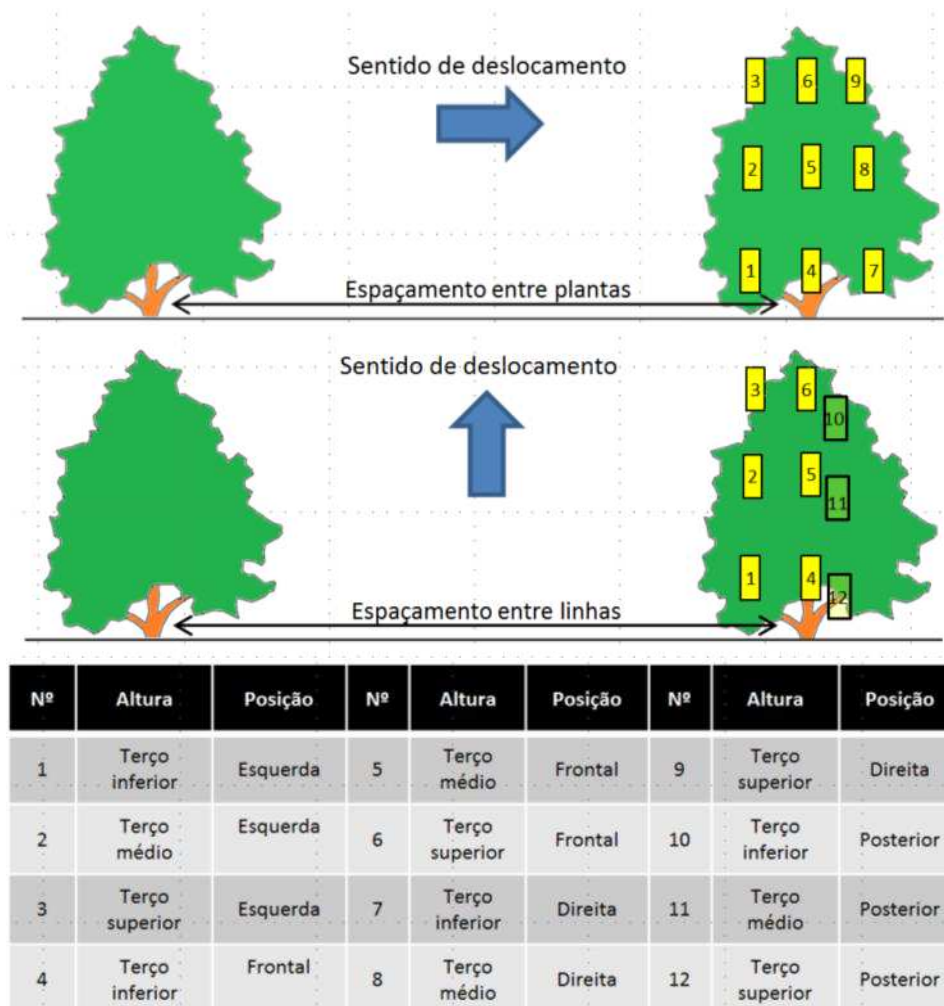 Sentido de deslocamento
3 6 9
2 5 8
1 4 7
Espaçamento entre plantas
Sentido de deslocamento
3 6
10
2 5
11
1 4
12
Espaçamento entre linhas
Nº Altura Posição Nº Altura Posição Nº Altura Posição
1 Terço inferior Esquerda 5 Terço médio Frontal 9 Terço superior Direita
2 Terço médio Esquerda 6 Terço superior Frontal 10 Terço inferior Posterior
3 Terço superior Esquerda 7 Terço inferior Direita 11 Terço médio Posterior
4 Terço inferior Frontal 8 Terço médio Direita 12 Terço superior Posterior